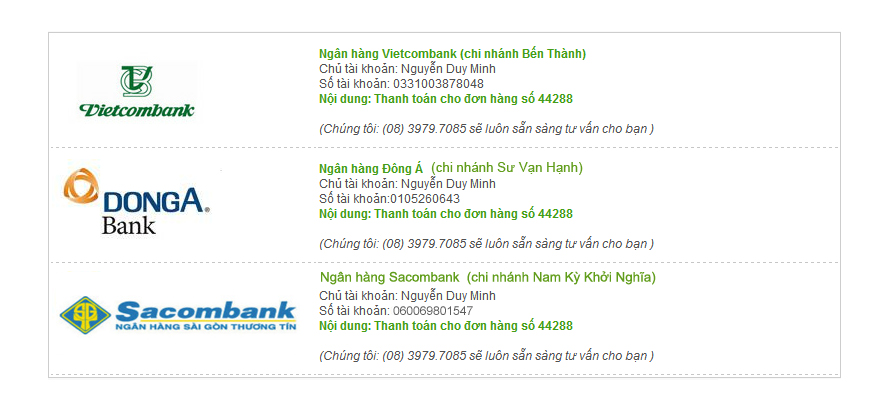 Vietcombank
Ngân hàng Vietcombank (chi nhánh Bến Thành)
Chủ tài khoản: Nguyễn Duy Minh
Số tài khoản: 0331003878048
Nội dung: Thanh toán cho đơn hàng số 44288
(Chúng tôi: (08) 3979.7085 sẽ luôn sẵn sàng tư vấn cho bạn )
DONGA
Bank
Ngân hàng Đông Á (chi nhánh Sư Vạn Hạnh)
Chủ tài khoản: Nguyễn Duy Minh
Số tài khoản:0105260643
Nội dung: Thanh toán cho đơn hàng số 44288
(Chúng tôi: (08) 3979.7085 sẽ luôn sẵn sàng tư vấn cho bạn )
Sacombank
NGÂN HÀNG SÀI GÒN THƯƠNG TÍN
Ngân hàng Sacombank (chi nhánh Nam Kỳ Khởi Nghĩa)
Chủ tài khoản: Nguyễn Duy Minh
Số tài khoản: 060069801547
Nội dung: Thanh toán cho đơn hàng số 44288
(Chúng tôi: (08) 3979.7085 sẽ luôn sẵn sàng tư vấn cho bạn )